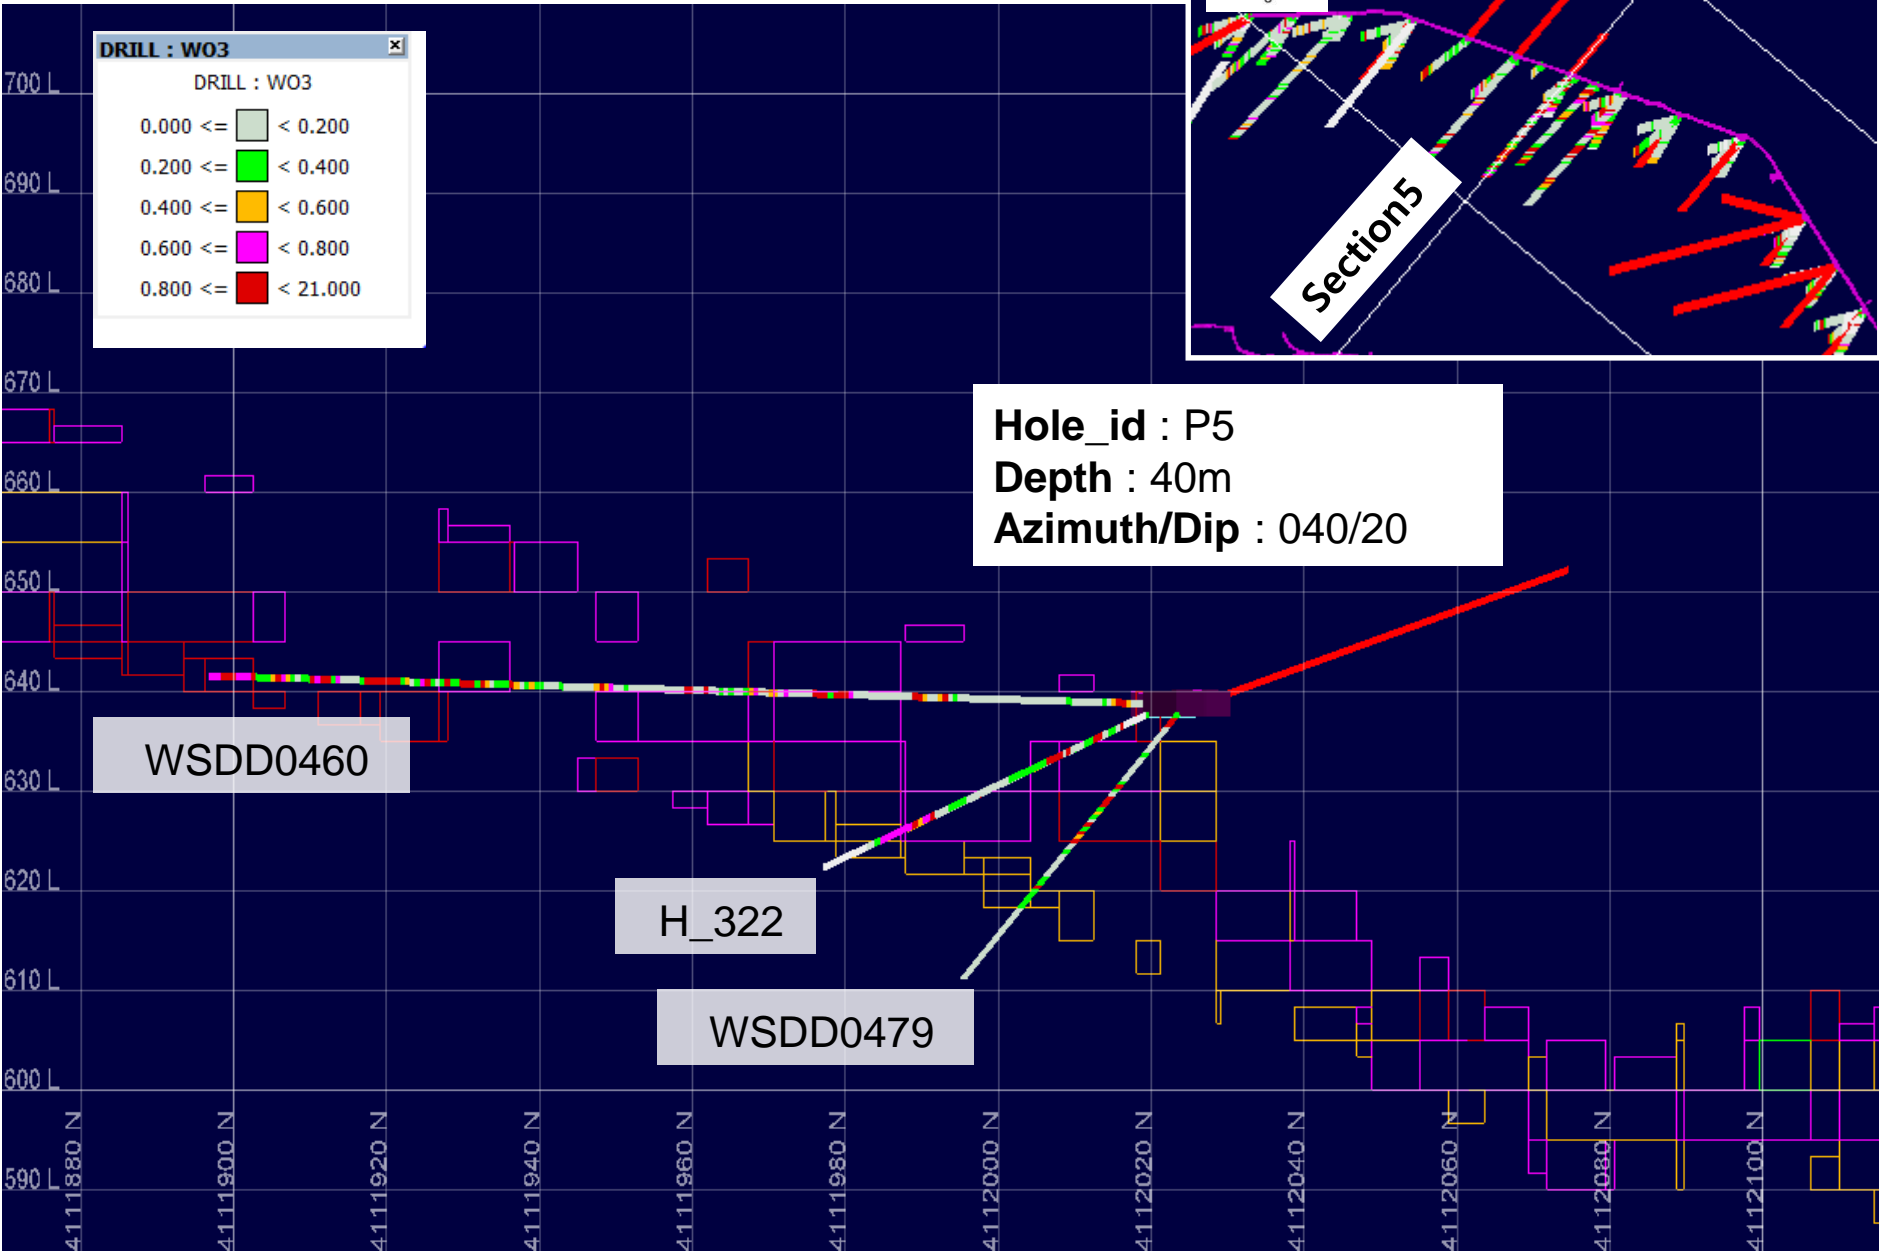 DRILL : WO3
DRILL : WO3
0.000 <= < 0.200
0.200 <= < 0.400
0.400 <= < 0.600
0.600 <= < 0.800
0.800 <= < 21.000
Section5
Hole_id : P5
Depth : 40m
Azimuth/Dip : 040/20
WSDD0460
H_322
WSDD0479
700 L
690 L
680 L
670 L
660 L
650 L
640 L
630 L
620 L
610 L
600 L
590 L
4111880 N
4111900 N
4111920 N
4111940 N
4111960 N
4111980 N
4112000 N
4112020 N
4112040 N
4112060 N
4112080 N
4112100 N